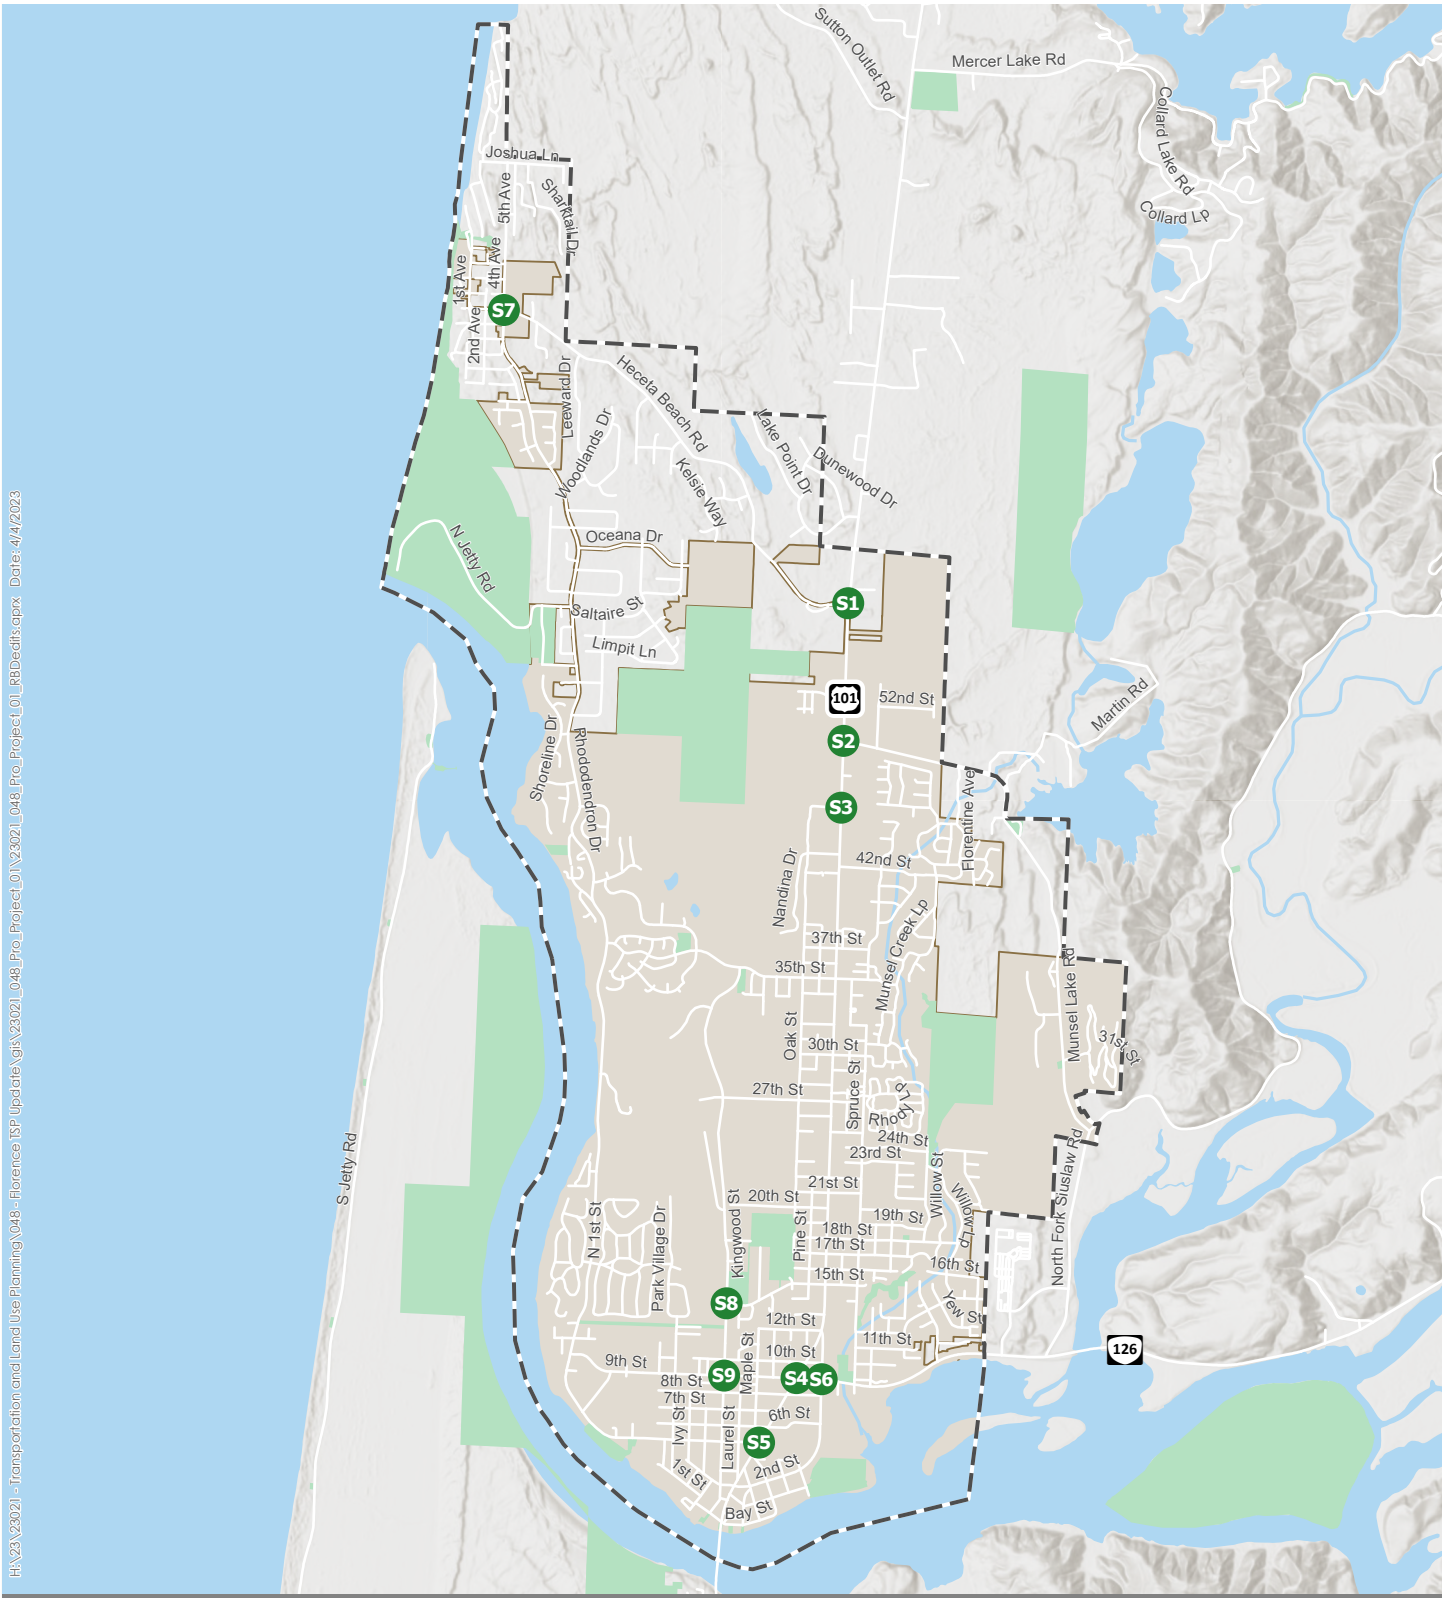 Sutton Outlet Rd
Mercer Lake Rd
Collard Lake Rd
Collard Lp
Joshua Ln
5th Ave
Sharktail Dr
4th Ave
1st Ave
S7
2nd Ave
Leeward Dr
Heceta Beach Rd
Woodlands Dr
Kelsie Way
Lake Point Dr
Dunewood Dr
N Jetty Rd
Oceana Dr
Saltaire St
Limpit Ln
S1
101
52nd St
Martin Rd
S2
Shoreline Dr
Rhododendron Dr
S3
Florentine Ave
42nd St
Nandina Dr
Munsel Creek Lp
37th St
35th St
Munsel Lake Rd
Oak St
30th St
31st St
27th St
Spruce St
Rhody Lp
24th St
23rd St
S Jetty Rd
21st St
20th St
Willow St
Willow Lp
North Fork Siuslaw Rd
N 1st St
Park Village Dr
Kingwood St
Pine St
19th St
18th St
17th St
16th St
15th St
Yew St
S8
12th St
11th St
126
Maple St
10th St
9th St
8th St
S9
S4
S6
7th St
Ivy St
Laurel St
6th St
S5
1st St
2nd St
Bay St
H:\23\23021 - Transportation and Land Use Planning\048 - Florence TSP Update\gis\23021_048_Pro_Project_01\23021_048_Pro_Project_01_RBDedits.aprx Date: 4/4/2023